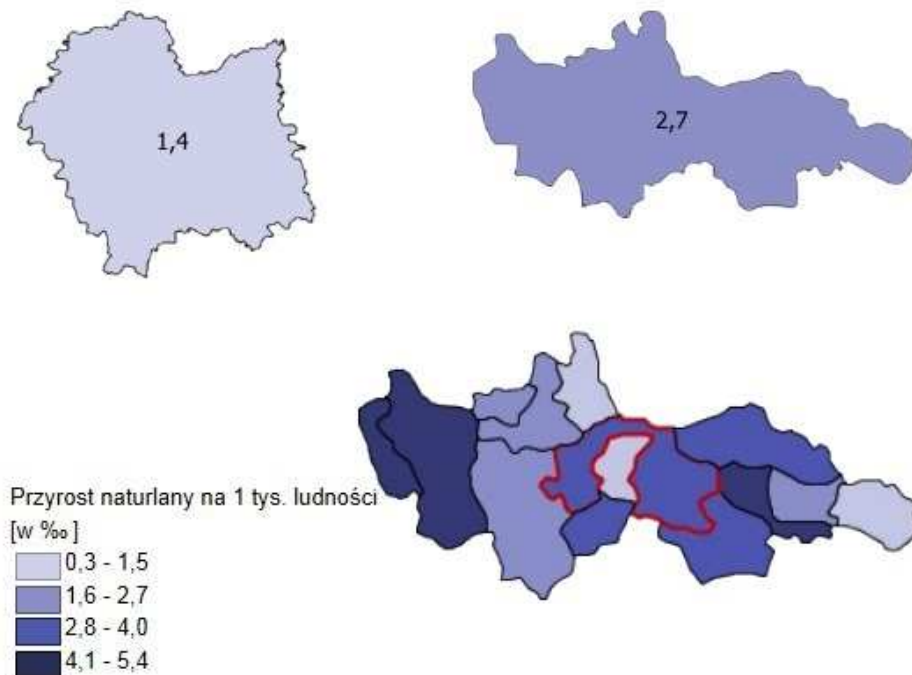 1,4
2,7
Przyrost naturlany na 1 tys. ludności
[w ‰]
0,3 - 1,5
1,6 - 2,7
2,8 - 4,0
4,1 - 5,4